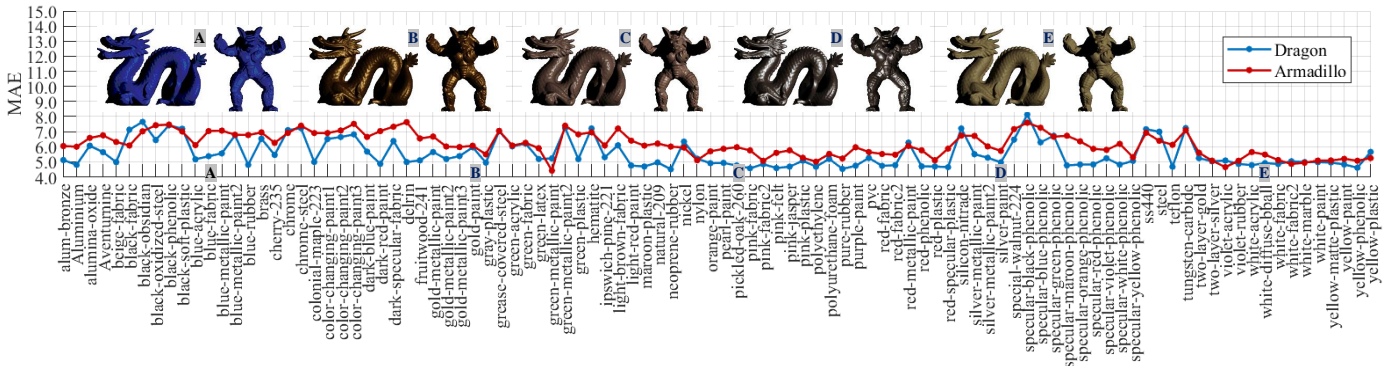 15.0
14.0
13.0
12.0
11.0
10.0
9.0
8.0
7.0
6.0
5.0
4.0
MAE
A
B
C
D
E
Dragon
Armadillo
A
B
C
D
E
alum-bronze
Aluminium
alumina-oxide
Aventurnine
beige-fabric
black-fabric
black-obsidian
black-oxidized-steel
black-phenolic
black-soft-plastic
blue-acrylic
blue-fabric
blue-metallic-paint
blue-metallic-paint2
blue-rubber
brass
cherry-235
chrome
chrome-steel
colonial-maple-223
color-changing-paint1
color-changing-paint2
color-changing-paint3
dark-blue-paint
dark-red-paint
dark-specular-fabric
delrin
fruitwood-241
gold-metallic-paint
gold-metallic-paint2
gold-metallic-paint3
gold-paint
gray-plastic
grease-covered-steel
green-acrylic
green-fabric
green-latex
green-metallic-paint
green-metallic-paint2
green-plastic
hematite
ipswich-pine-221
light-brown-fabric
light-red-paint
maroon-plastic
natural-209
neoprene-rubber
nickel
nylon
orange-paint
pearl-paint
pickled-oak-260
pink-fabric
pink-fabric2
pink-felt
pink-jasper
pink-plastic
polyethylene
polyurethane-foam
pure-rubber
purple-paint
pvc
red-fabric
red-fabric2
red-metallic-paint
red-phenolic
red-plastic
red-specular-plastic
silicon-nitrade
silver-metallic-paint
silver-metallic-paint2
silver-paint
special-walnut-224
specular-black-phenolic
specular-blue-phenolic
specular-green-phenolic
specular-maroon-phenolic
specular-orange-phenolic
specular-red-phenolic
specular-violet-phenolic
specular-white-phenolic
specular-yellow-phenolic
ss440
steel
teflon
tungsten-carbide
two-layer-gold
two-layer-silver
violet-acrylic
violet-rubber
white-acrylic
white-diffuse-bball
white-fabric
white-fabric2
white-marble
white-paint
yellow-matte-plastic
yellow-paint
yellow-phenolic
yellow-plastic